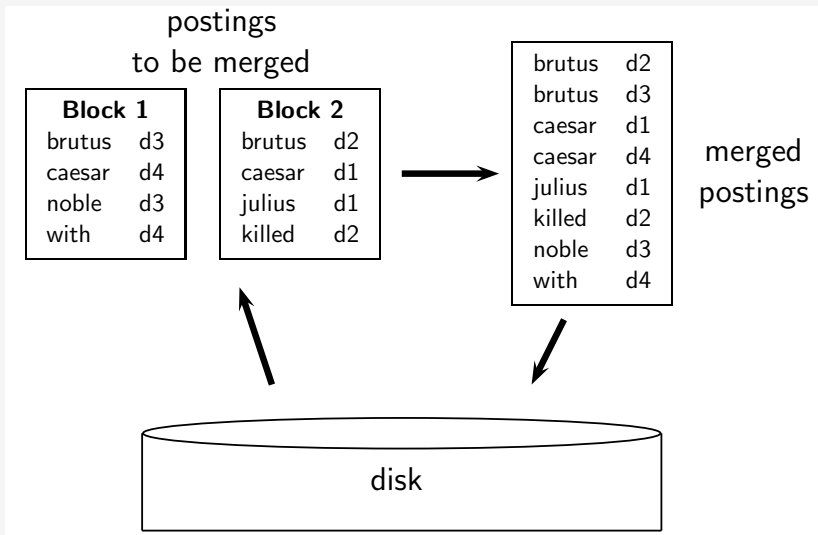 postings
to be merged
Block 1
brutus d3
caesar d4
noble d3
with d4
Block 2
brutus d2
caesar d1
julius d1
killed d2
brutus d2
brutus d3
caesar d1
caesar d4
julius d1
killed d2
noble d3
with d4
merged
postings
disk